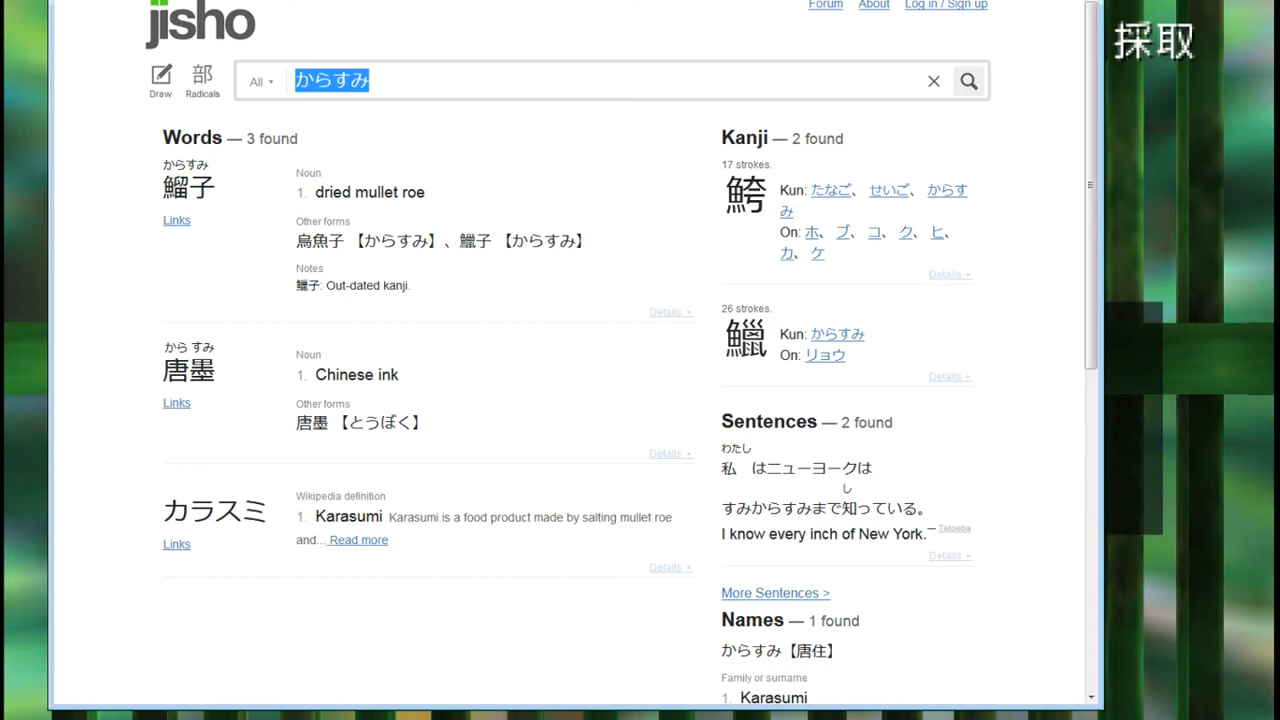 jisho
Forum About Log in / Sign up
採取
Draw
部
Radicals
All
からすみ
Words — 3 found
からすみ
鰡子
Links
Noun
1. dried mullet roe
Other forms
烏魚子 【からすみ】、鱲子 【からすみ】
Notes
鱲子: Out-dated kanji.
Details
から すみ
唐墨
Links
Noun
1. Chinese ink
Other forms
唐墨 【とうぼく】
Details
カラスミ
Links
Wikipedia definition
1. Karasumi Karasumi is a food product made by salting mullet roe
and... Read more
Details
Kanji — 2 found
17 strokes.
鮬
Kun: たなご、 せいご、 からす
み
On: ホ、 ブ、 コ、 ク、 ヒ、
カ、 ケ
Details
26 strokes.
鱲
Kun: からすみ
On: リョウ
Details
Sentences — 2 found
わたし
私 はニューヨークは
し
すみからすみまで知っている。
I know every inch of New York. — Tatoeba
Details
More Sentences >
Names — 1 found
からすみ【唐住】
Family or surname
1. Karasumi